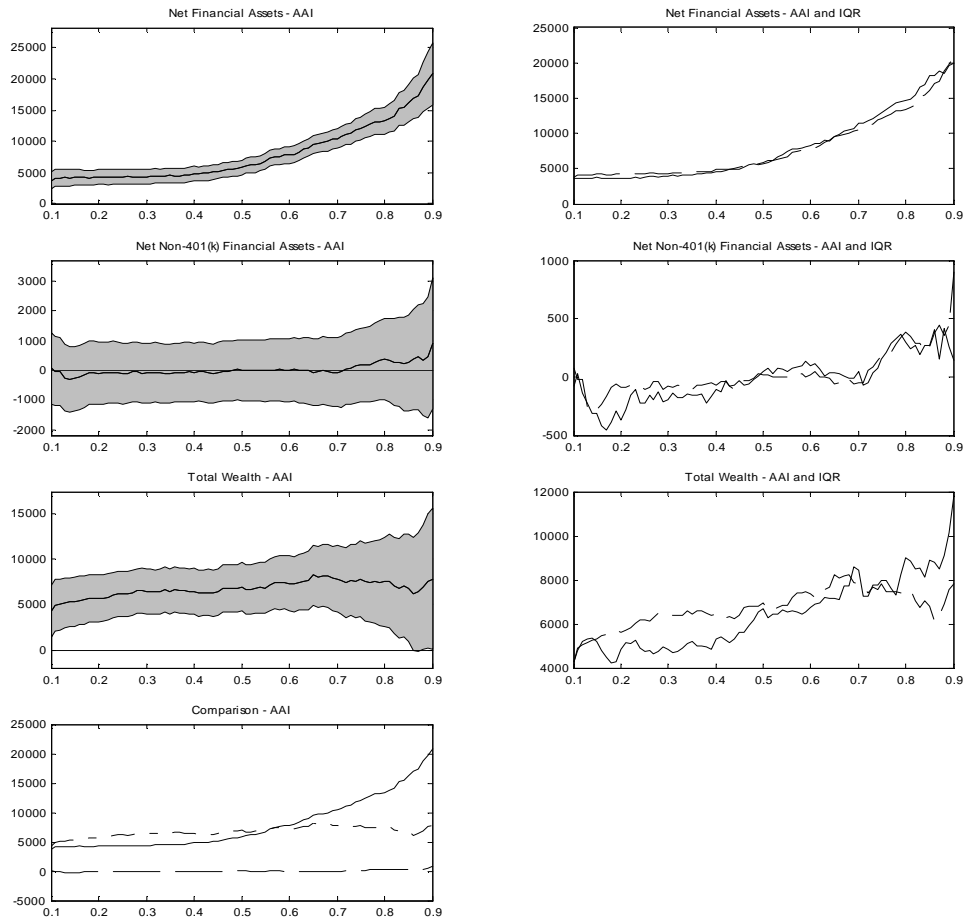 Net Financial Assets - AAI
25000
20000
15000
10000
5000
0
0.1 0.2 0.3 0.4 0.5 0.6 0.7 0.8 0.9
Net Financial Assets - AAI and IQR
25000
20000
15000
10000
5000
0
0.1 0.2 0.3 0.4 0.5 0.6 0.7 0.8 0.9
Net Non-401(k) Financial Assets - AAI
3000
2000
1000
0
-1000
-2000
0.1 0.2 0.3 0.4 0.5 0.6 0.7 0.8 0.9
Net Non-401(k) Financial Assets - AAI and IQR
1000
500
0
-500
0.1 0.2 0.3 0.4 0.5 0.6 0.7 0.8 0.9
Total Wealth - AAI
15000
10000
5000
0
0.1 0.2 0.3 0.4 0.5 0.6 0.7 0.8 0.9
Total Wealth - AAI and IQR
12000
10000
8000
6000
4000
0.1 0.2 0.3 0.4 0.5 0.6 0.7 0.8 0.9
Comparison - AAI
25000
20000
15000
10000
5000
0
-5000
0.1 0.2 0.3 0.4 0.5 0.6 0.7 0.8 0.9